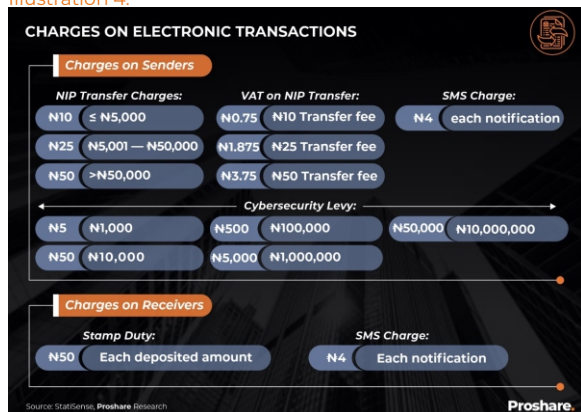 Illustration 4:
CHARGES ON ELECTRONIC TRANSACTIONS
Charges on Senders
NIP Transfer Charges:
₦10 ≤ ₦5,000
₦25 ₦5,001 — ₦50,000
₦50 >₦50,000
VAT on NIP Transfer:
₦0.75 ₦10 Transfer fee
₦1.875 ₦25 Transfer fee
₦3.75 ₦50 Transfer fee
SMS Charge:
₦4 each notification
Cybersecurity Levy:
₦5 ₦1,000
₦50 ₦10,000
₦500 ₦100,000
₦5,000 ₦1,000,000
₦50,000 ₦10,000,000
Charges on Receivers
Stamp Duty:
₦50 Each deposited amount
SMS Charge:
₦4 Each notification
Source: StatiSense, Proshare Research
Proshare.